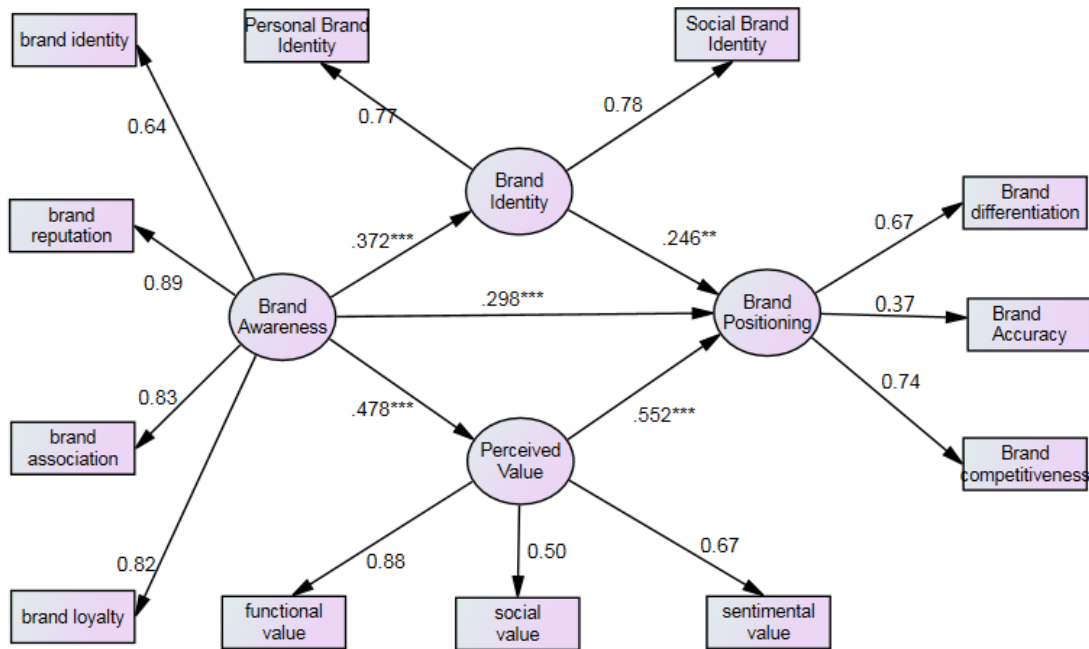 brand identity
Personal Brand
Identity
Social Brand
Identity
0.64
0.77
0.78
Brand
Identity
brand
reputation
Brand
differentiation
0.67
.372***
.246**
0.89
Brand
Awareness
.298***
Brand
Positioning
0.37
Brand
Accuracy
0.83
.478***
.552***
0.74
brand
association
Perceived
Value
Brand
competitiveness
0.82
0.88
0.50
0.67
brand loyalty
functional
value
social
value
sentimental
value